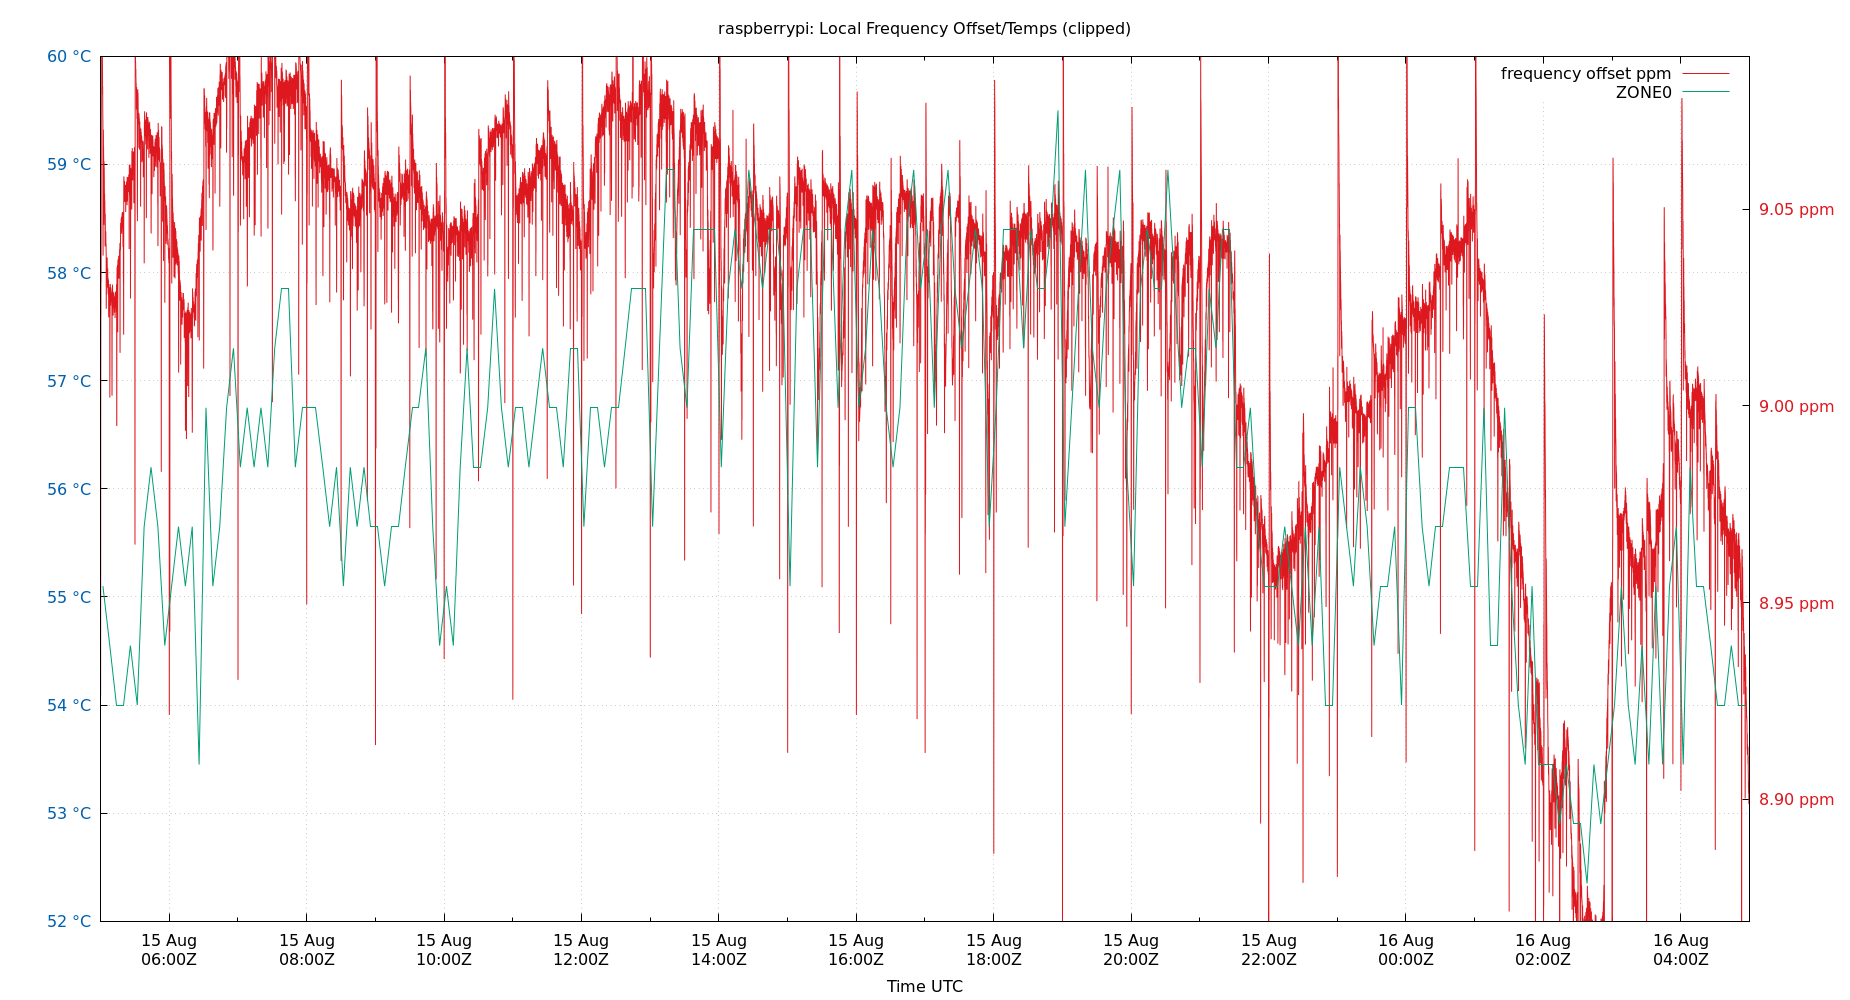 raspberrypi: Local Frequency Offset/Temps (clipped)
frequency offset ppm
ZONE0
60 °C
59 °C
58 °C
57 °C
56 °C
55 °C
54 °C
53 °C
52 °C
9.05 ppm
9.00 ppm
8.95 ppm
8.90 ppm
15 Aug 15 Aug 15 Aug 15 Aug 15 Aug 15 Aug 15 Aug 15 Aug 15 Aug 16 Aug 16 Aug 16 Aug
06:00Z 08:00Z 10:00Z 12:00Z 14:00Z 16:00Z 18:00Z 20:00Z 22:00Z 00:00Z 02:00Z 04:00Z
Time UTC